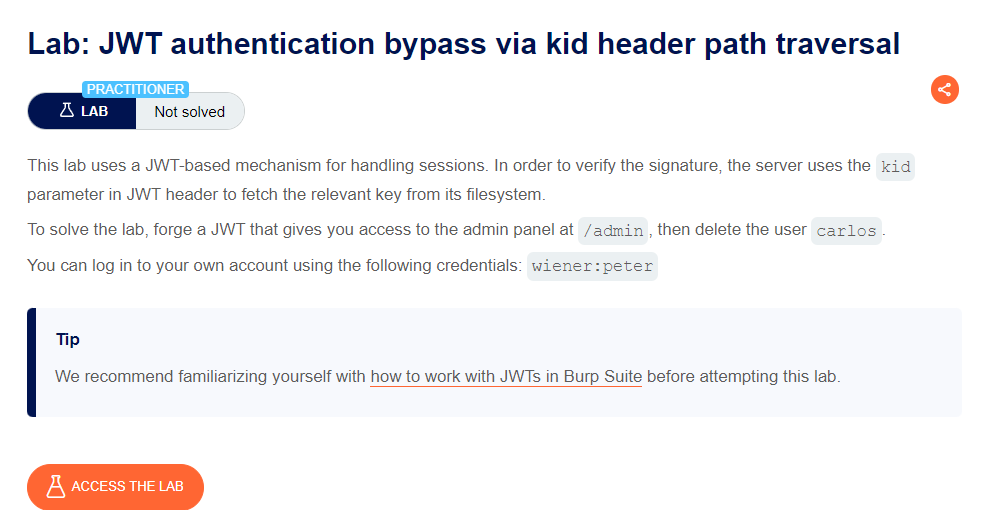 Lab: JWT authentication bypass via kid header path traversal
PRACTITIONER
LAB Not solved
This lab uses a JWT-based mechanism for handling sessions. In order to verify the signature, the server uses the kid
parameter in JWT header to fetch the relevant key from its filesystem.
To solve the lab, forge a JWT that gives you access to the admin panel at /admin, then delete the user carlos.
You can log in to your own account using the following credentials: wiener:peter
Tip
We recommend familiarizing yourself with how to work with JWTs in Burp Suite before attempting this lab.
ACCESS THE LAB